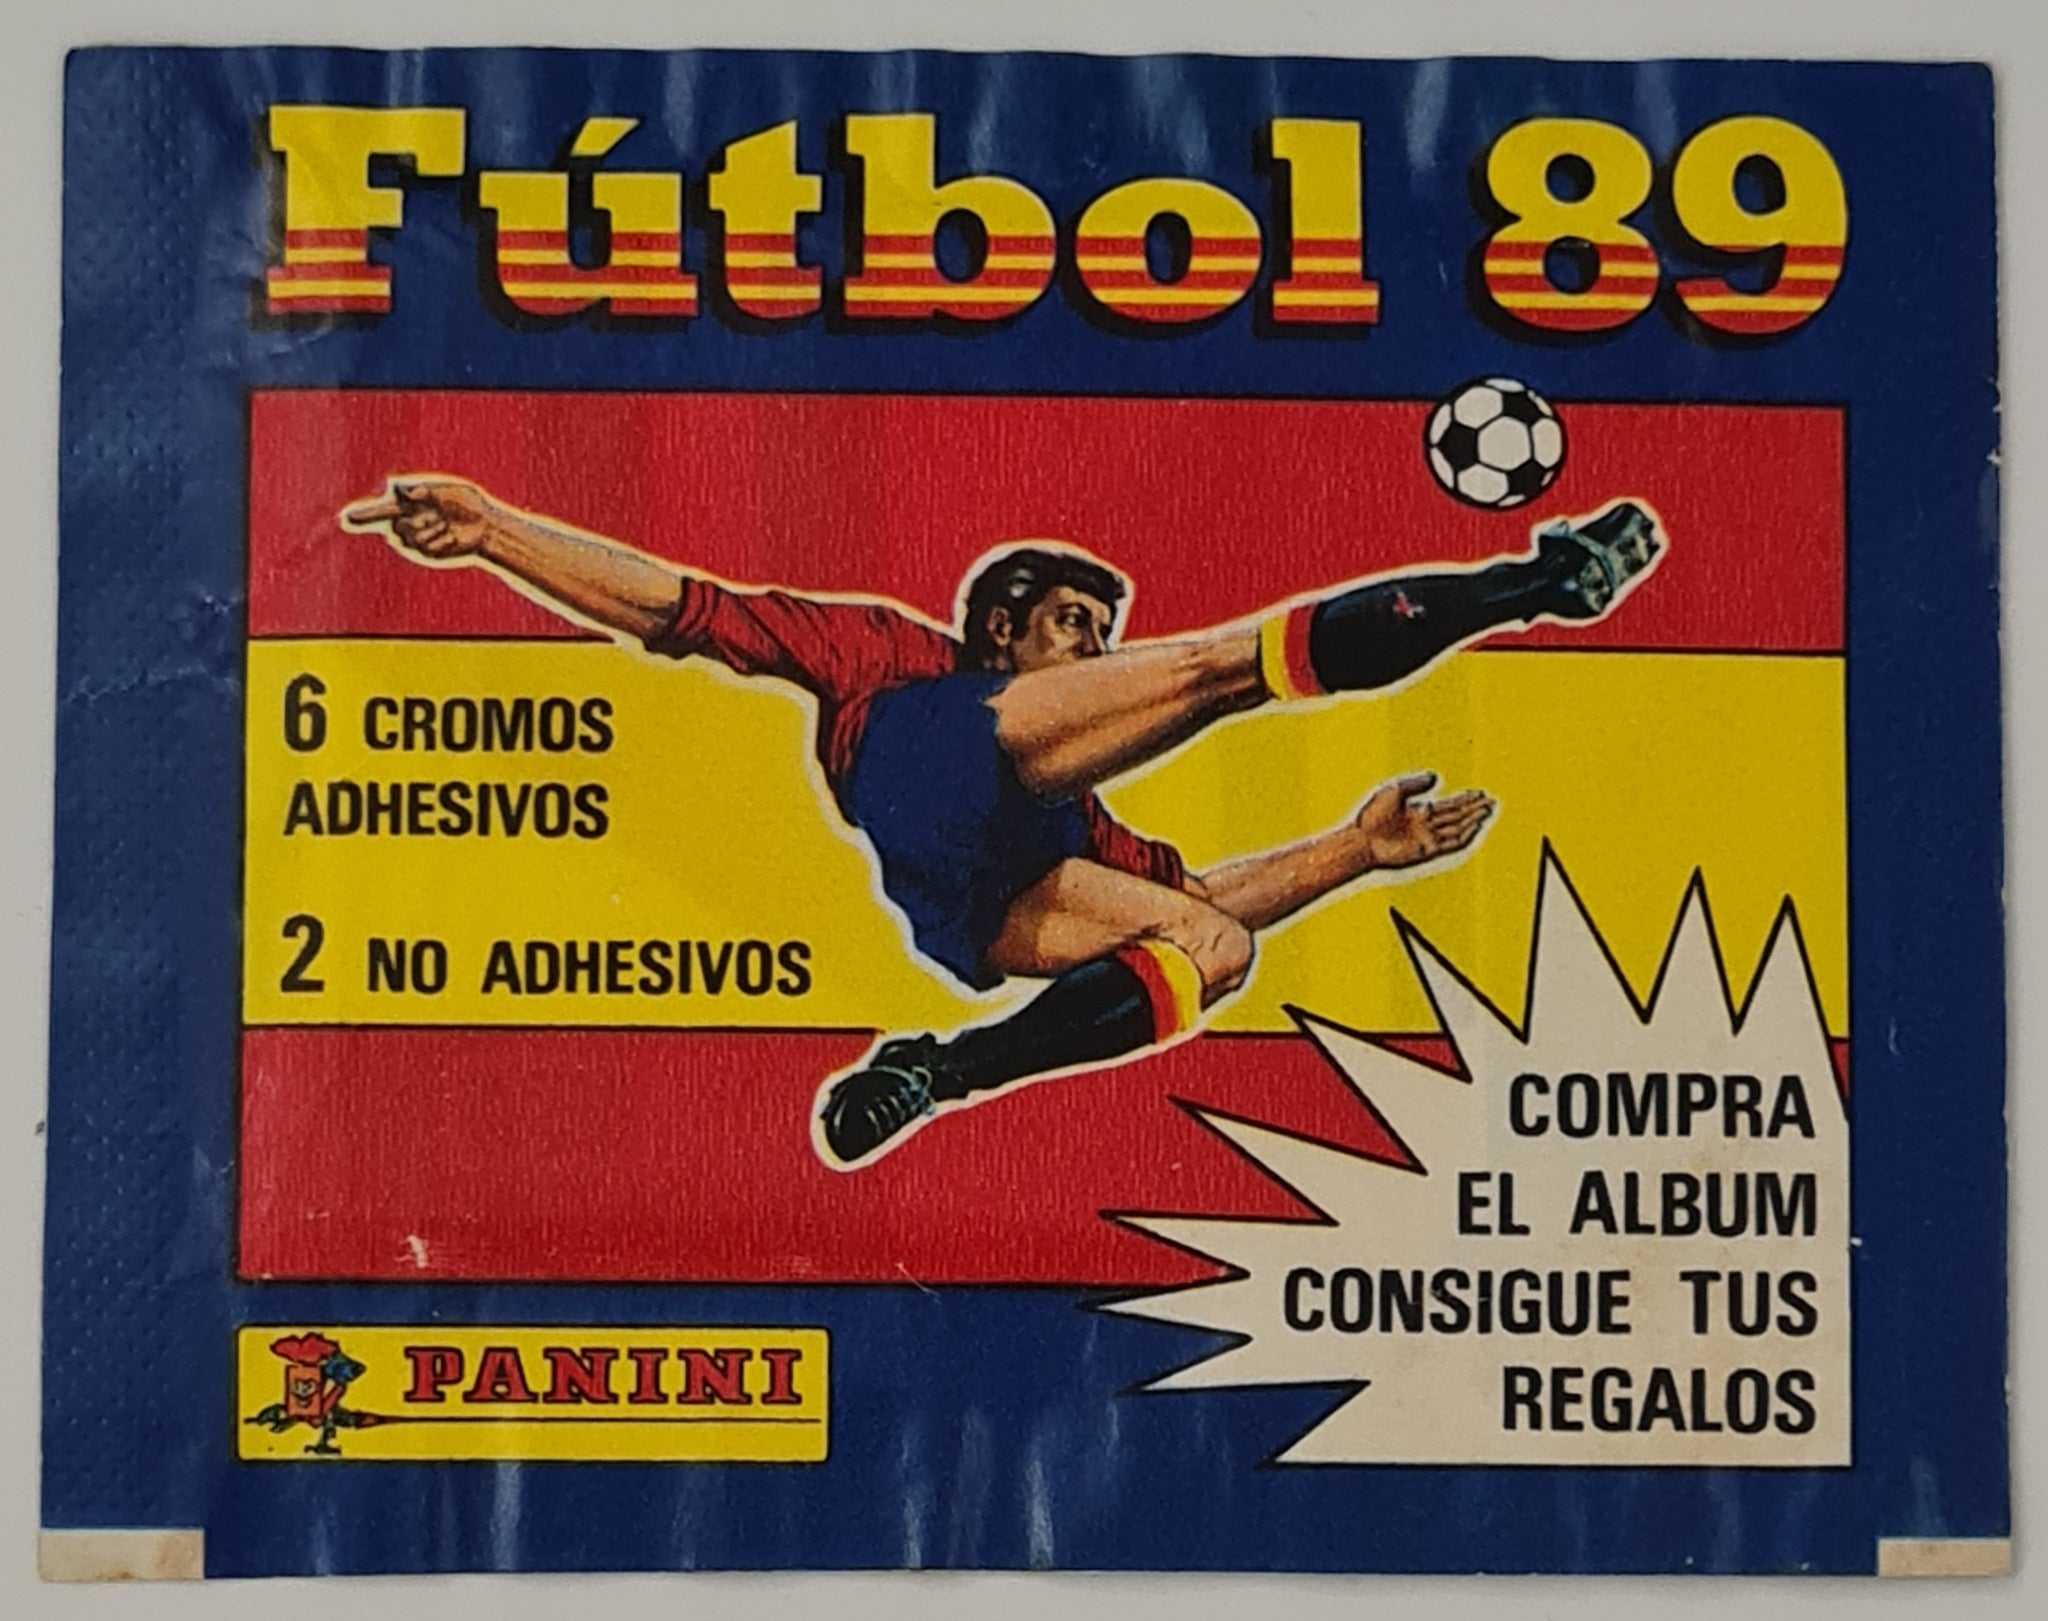 Fútbol 89
6 CROMOS
ADHESIVOS
2 NO ADHESIVOS
COMPRA
EL ALBUM
CONSIGUE TUS
REGALOS
PANINI